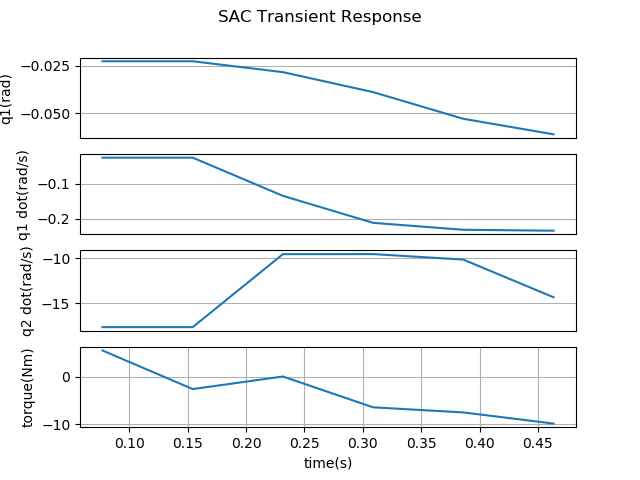 SAC Transient Response
q1(rad)
−0.025
−0.050
q1 dot(rad/s)
−0.1
−0.2
q2 dot(rad/s)
−10
−15
torque(Nm)
0
−10
0.10 0.15 0.20 0.25 0.30 0.35 0.40 0.45
time(s)